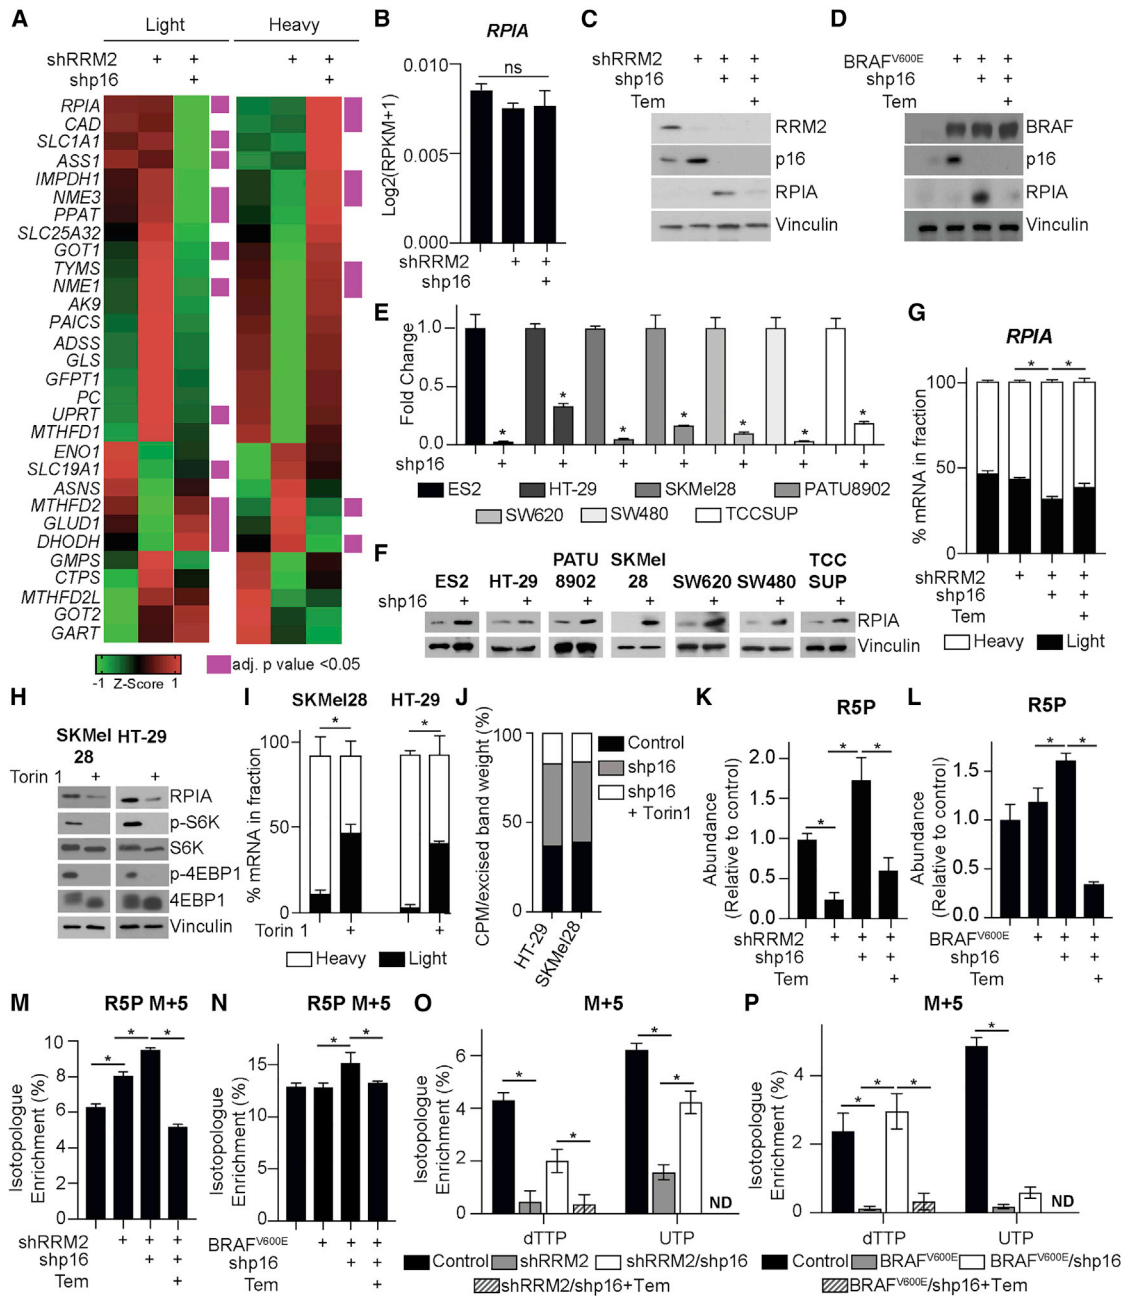 A
Light
Heavy
shRRM2 + + + +
shp16 + +
RPIA
CAD
SLC1A1
ASS1
IMPDH1
NME3
PPAT
SLC25A32
GOT1
TYMS
NME1
AK9
PAICS
ADSS
GLS
GFPT1
PC
UPRT
MTHFD1
ENO1
SLC19A1
ASNS
MTHFD2
GLUD1
DHODH
GMPS
CTPS
MTHFD2L
GOT2
GART
-1 Z-Score 1
adj. p value <0.05
B
RPIA
ns
Log2(RPKM+1)
0.010
0.005
0.000
shRRM2 + +
shp16 +
C
shRRM2 + + +
shp16 + +
Tem +
RRM2
p16
RPIA
Vinculin
D
BRAFV600E + + +
shp16 + +
Tem +
BRAF
p16
RPIA
Vinculin
E
Fold Change
1.0
0.5
0.0
* * * * * * *
shp16 + + + + + + +
ES2 HT-29 SKMel28 PATU8902
SW620 SW480 TCCSUP
F
ES2 HT-29 PATU 8902 SKMel 28 SW620 SW480 TCC SUP
shp16 + + + + + + +
RPIA
Vinculin
G
RPIA
* *
% mRNA in fraction
100
50
0
shRRM2 + + +
shp16 + +
Tem +
Heavy Light
H
SKMel 28 HT-29
Torin 1 + +
RPIA
p-S6K
S6K
p-4EBP1
4EBP1
Vinculin
I
SKMel28 HT-29
* *
% mRNA in fraction
100
50
0
Torin 1 + +
Heavy Light
J
CPM/excised band weight (%)
100
50
0
HT-29
SKMel28
Control
shp16
shp16
+ Torin1
K
R5P
* * *
Abundance
(Relative to control)
2.0
1.5
1.0
0.5
0.0
shRRM2 + + +
shp16 + +
Tem +
L
R5P
* * *
Abundance
(Relative to control)
1.5
1.0
0.5
0.0
BRAFV600E + + +
shp16 + +
Tem +
M
R5P M+5
* * *
Isotopologue
Enrichment (%)
10
8
6
4
2
0
shRRM2 + + +
shp16 + +
Tem +
N
R5P M+5
* *
Isotopologue
Enrichment (%)
15
10
5
0
BRAFV600E + + +
shp16 + +
Tem +
O
M+5
* * * * *
Isotopologue
Enrichment (%)
6
4
2
0
ND
dTTP UTP
Control shRRM2 shRRM2/shp16
shRRM2/shp16+Tem
P
M+5
* * * *
Isotopologue
Enrichment (%)
4
2
0
ND
dTTP UTP
Control BRAFV600E BRAFV600E/shp16
BRAFV600E/shp16+Tem